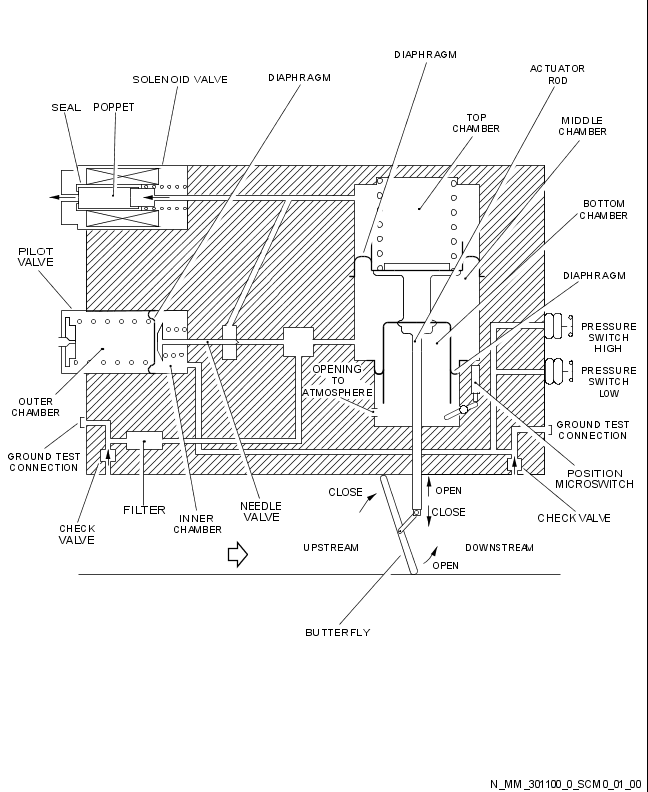 DIAPHRAGM
ACTUATOR
ROD
SOLENOID VALVE
DIAPHRAGM
SEAL
POPPET
TOP
CHAMBER
MIDDLE
CHAMBER
BOTTOM
CHAMBER
PILOT
VALVE
DIAPHRAGM
PRESSURE
SWITCH
HIGH
OPENING
TO
ATMOSPHERE
PRESSURE
SWITCH
LOW
OUTER
CHAMBER
GROUND TEST
CONNECTION
GROUND TEST
CONNECTION
POSITION
MICROSWITCH
CLOSE
OPEN
CLOSE
FILTER
NEEDLE
VALVE
INNER
CHAMBER
CHECK
VALVE
CHECK VALVE
UPSTREAM
DOWNSTREAM
OPEN
BUTTERFLY
N_MM_301100_0_SCM0_01_00